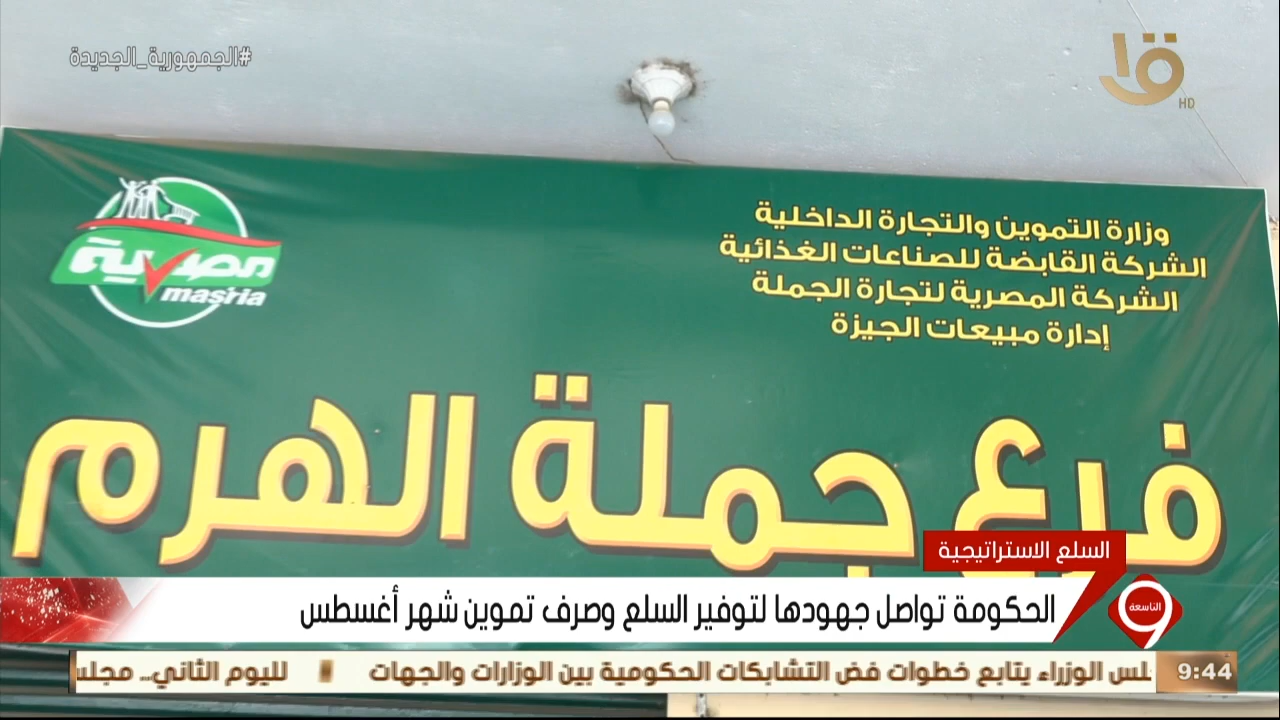 #الجمهورية_الجديدة
HD
وزارة التموين والتجارة الداخلية
الشركة القابضة للصناعات الغذائية
الشركة المصرية لتجارة الجملة
إدارة مبيعات الجيزة
مصرية
masria
فرع جملة الهرم
السلع الاستراتيجية
التاسعة
9
الحكومة تواصل جهودها لتوفير السلع وصرف تموين شهر أغسطس
9:44
لس الوزراء يتابع خطوات فض التشابكات الحكومية بين الوزارات والجهات
لليوم الثاني.. مجلس